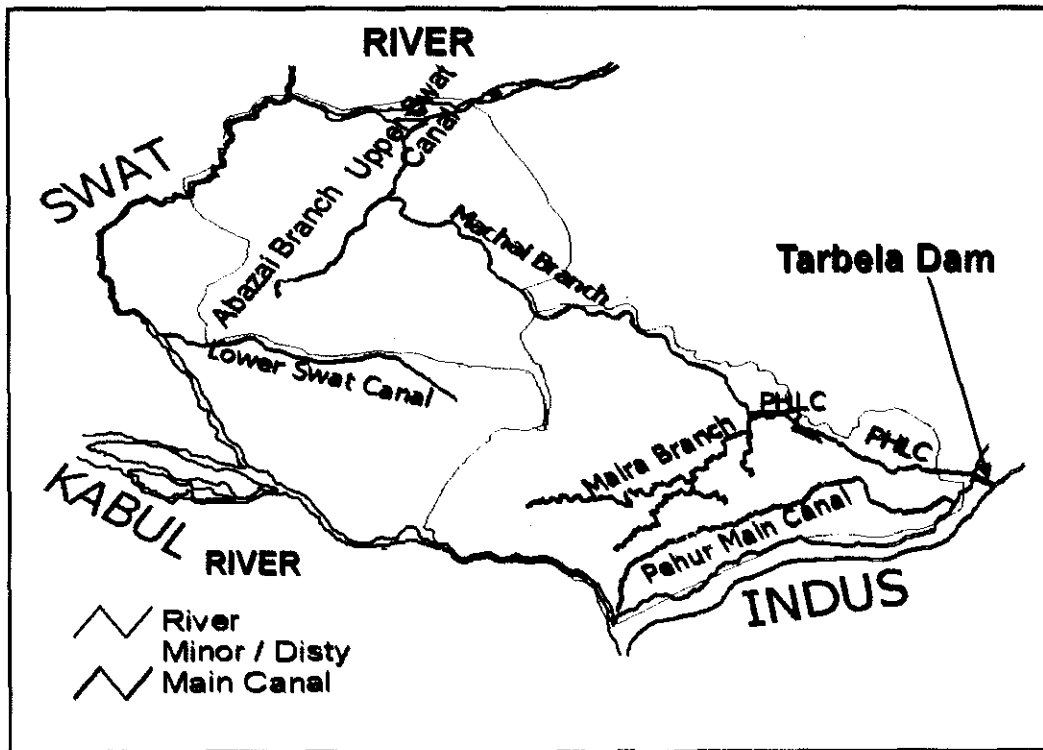 RIVER
SWAT
Upper Swat
Canal
Abazai Branch
Machai Branch
Tarbela Dam
Lower Swat Canal
PHLC
PHLC
Maira Branch
Pehur Main Canal
KABUL
RIVER
INDUS
River
Minor / Disty
Main Canal